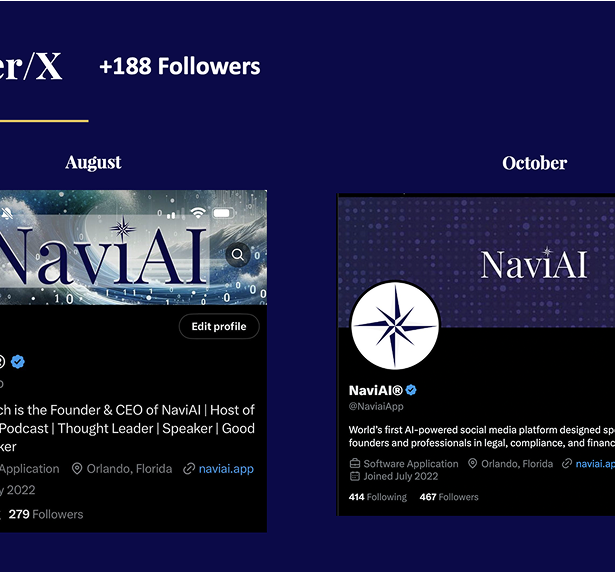 er/X
+188 Followers
August
October
NaviAI
NaviAI
Edit profile
NaviAI®
@NaviaiApp
ch is the Founder & CEO of NaviAI | Host of
Podcast | Thought Leader | Speaker | Good
ker
Application Orlando, Florida naviai.app
y 2022
279 Followers
World's first AI-powered social media platform designed spe
founders and professionals in legal, compliance, and financ
Software Application Orlando, Florida naviai.ap
Joined July 2022
414 Following 467 Followers